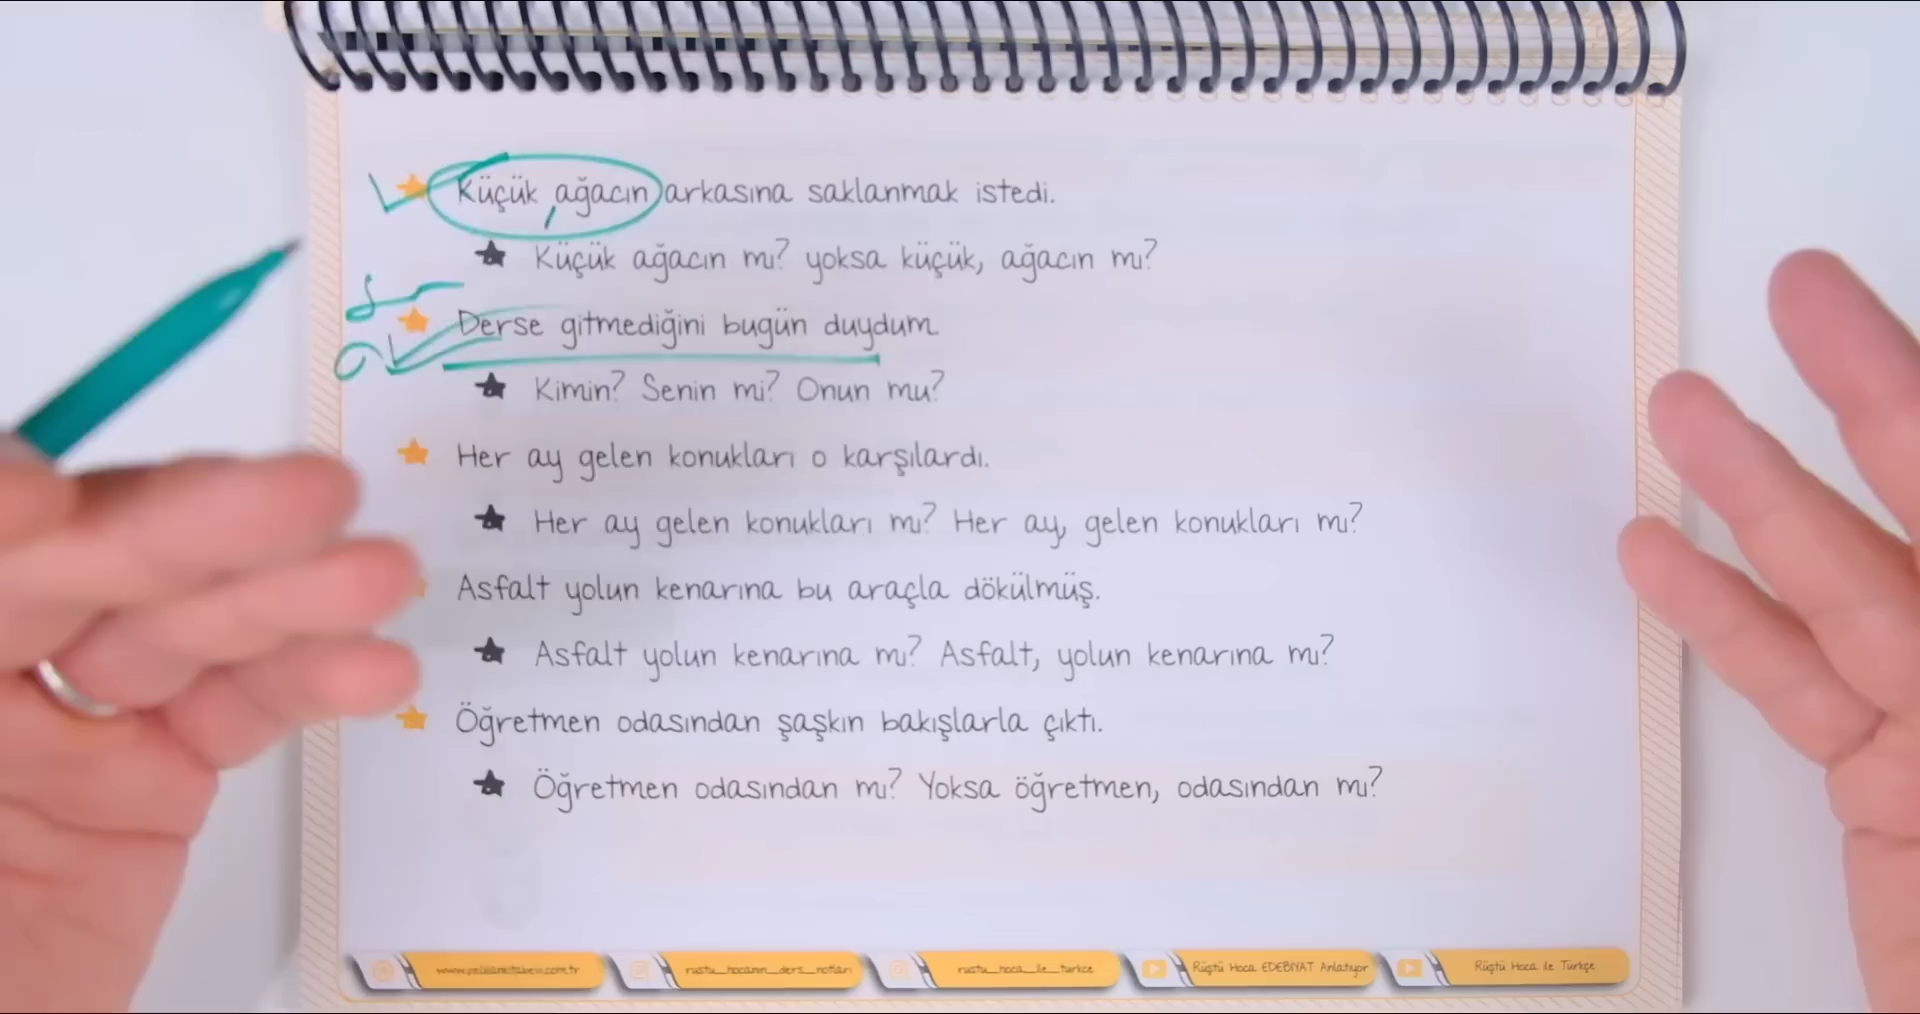 Küçük, ağacın arkasına saklanmak istedi.
Küçük ağacın mı? yoksa küçük, ağacın mı?
Derse gitmediğini bugün duydum.
Kimin? Senin mi? Onun mu?
Her ay gelen konukları o karşılardı.
Her ay gelen konukları mı? Her ay, gelen konukları mı?
Asfalt yolun kenarına bu araçla dökülmüş.
Asfalt yolun kenarına mı? Asfalt, yolun kenarına mı?
Öğretmen odasından şaşkın bakışlarla çıktı.
Öğretmen odasından mı? Yoksa öğretmen, odasından mı?
rustu_hocanin_ders_notlari rustu_hoca_ile_turkce Rüştü Hoca EDEBİYAT Anlatıyor Rüştü Hoca ile Türkçe